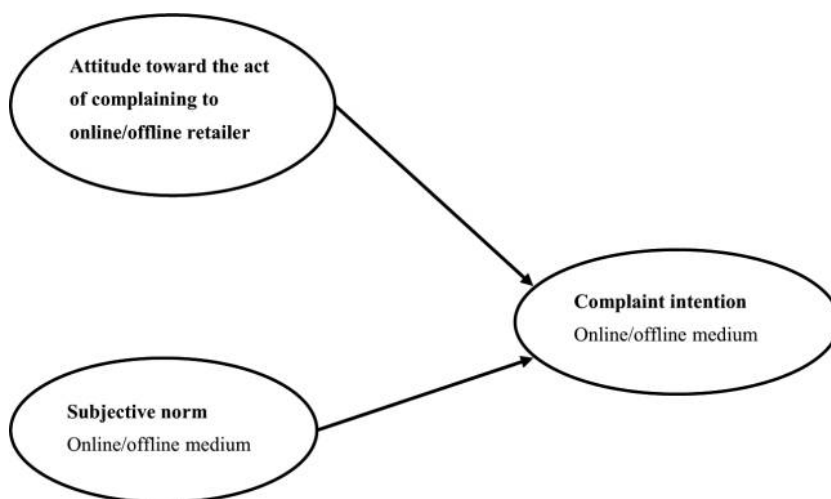 Attitude toward the act
of complaining to
online/offline retailer
Complaint intention
Online/offline medium
Subjective norm
Online/offline medium